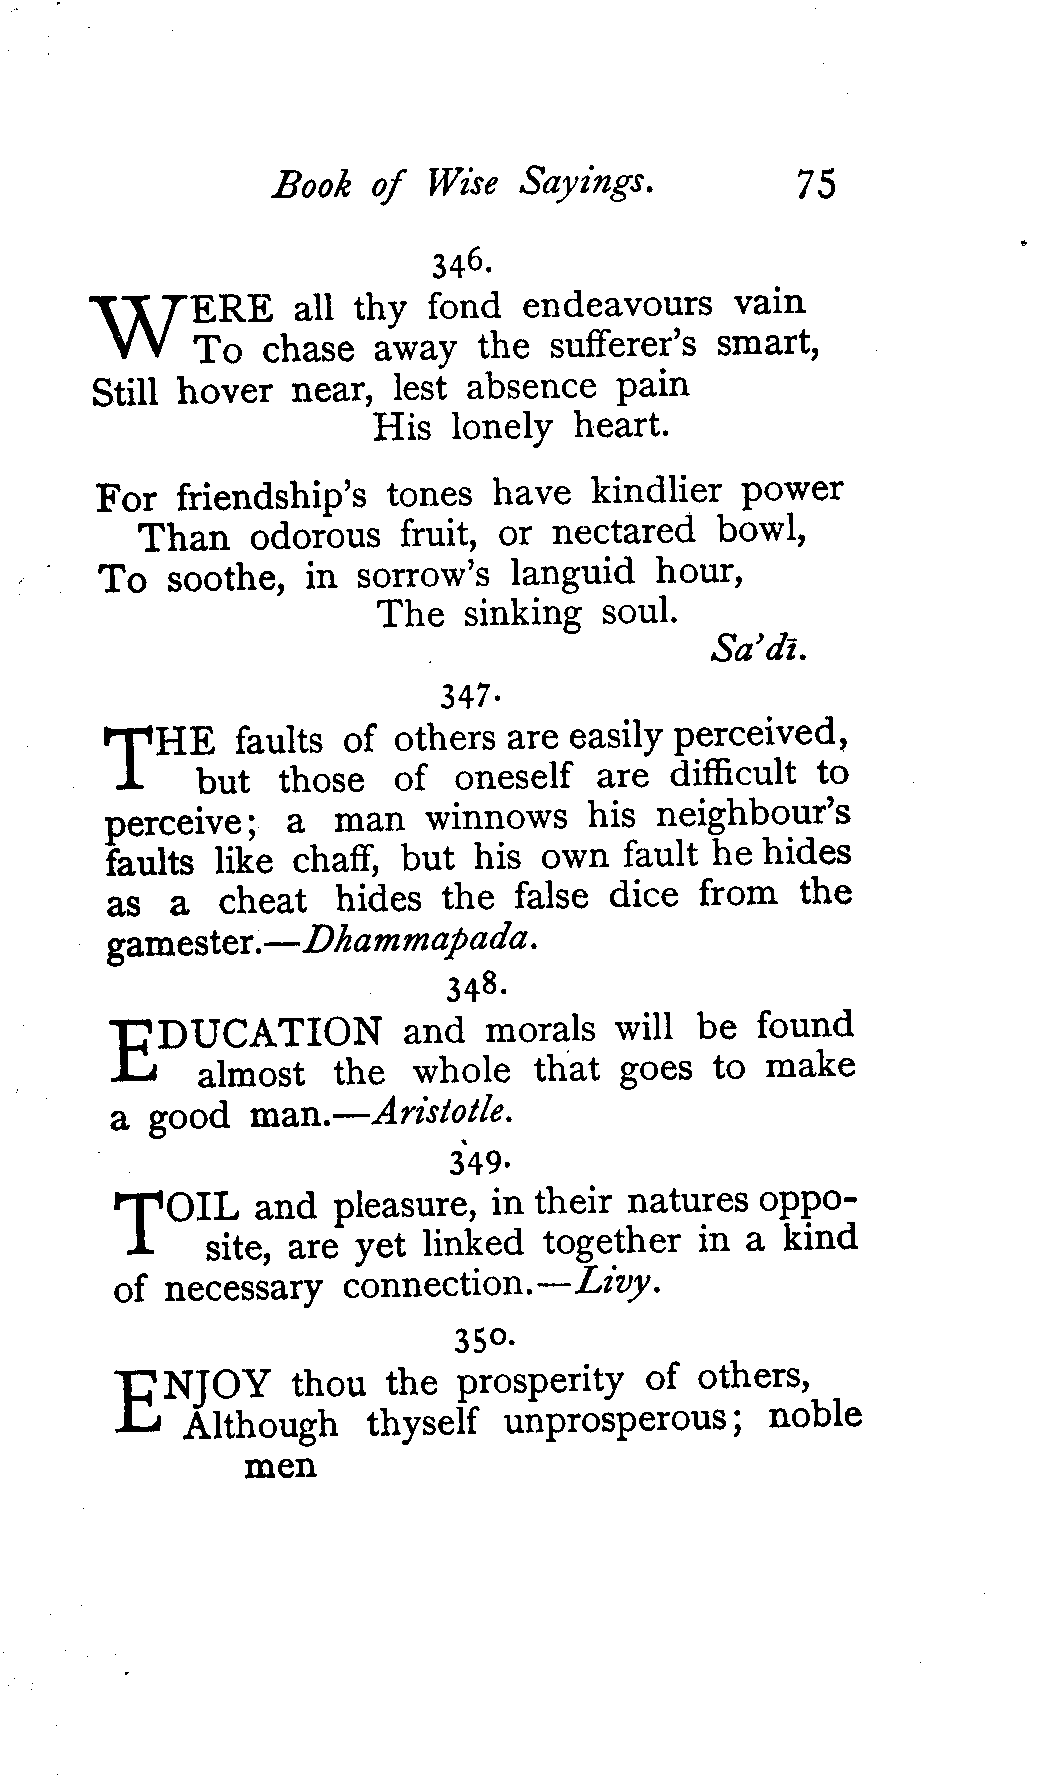 Book of Wise Sayings. 75
346.
WERE all thy fond endeavours vain
To chase away the sufferer's smart,
Still hover near, lest absence pain
His lonely heart.
For friendship's tones have kindlier power
Than odorous fruit, or nectared bowl,
To soothe, in sorrow's languid hour,
The sinking soul.
Sa'dī.
347.
THE faults of others are easily perceived,
but those of oneself are difficult to
perceive; a man winnows his neighbour's
faults like chaff, but his own fault he hides
as a cheat hides the false dice from the
gamester.—Dhammapada.
348.
EDUCATION and morals will be found
almost the whole that goes to make
a good man.—Aristotle.
349.
TOIL and pleasure, in their natures oppo-
site, are yet linked together in a kind
of necessary connection.—Livy.
350.
ENJOY thou the prosperity of others,
Although thyself unprosperous; noble
men